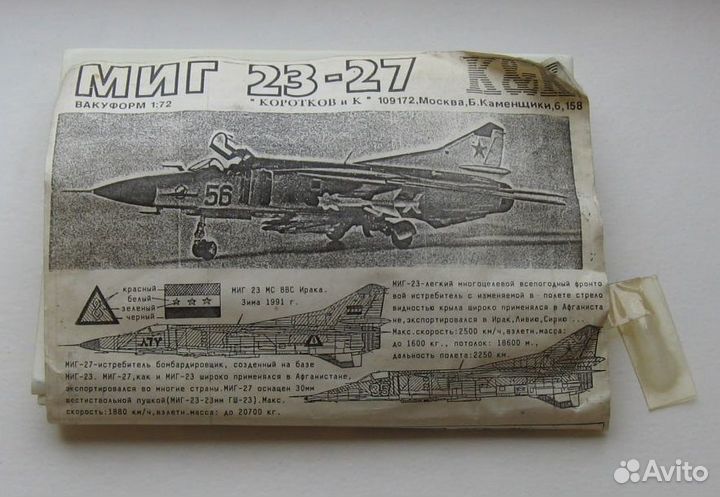 МИГ 23-27 K&K
ВАКУФОРМ 1:72 "КОРОТКОВ и К" 109172,Москва,Б.Каменщики,6,158
56
красный
белый
зеленый
черный
МИГ 23 МС ВВС Ирака.
Зима 1991 г.
МИГ-23-легкий многоцелевой всепогодный фронто
вой истребитель с изменяемой в полете стрело
видностью крыла широко применялся в Афганиста
не,экспортировался в Ирак,Ливию,Сирию ...
Макс.скорость:2500 км/ч,взлетн.масса:
до 1600 кг., потолок: 18600 м.,
дальность полета:2250 км.
МИГ-27-истребитель бомбардировщик, созданный на базе
МИГ-23. МИГ-27,как и МИГ-23 широко применялся в Афганистане,
экспортировался во многие страны.МИГ-27 оснащен 30мм
шестиствольной пушкой(МИГ-23-23мм ГШ-23).Макс.
скорость:1880 км/ч,взлетн.масса: до 20700 кг.
Avito